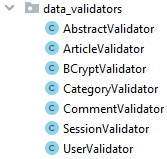 data_validators
AbstractValidator
ArticleValidator
BCryptValidator
CategoryValidator
CommentValidator
SessionValidator
UserValidator